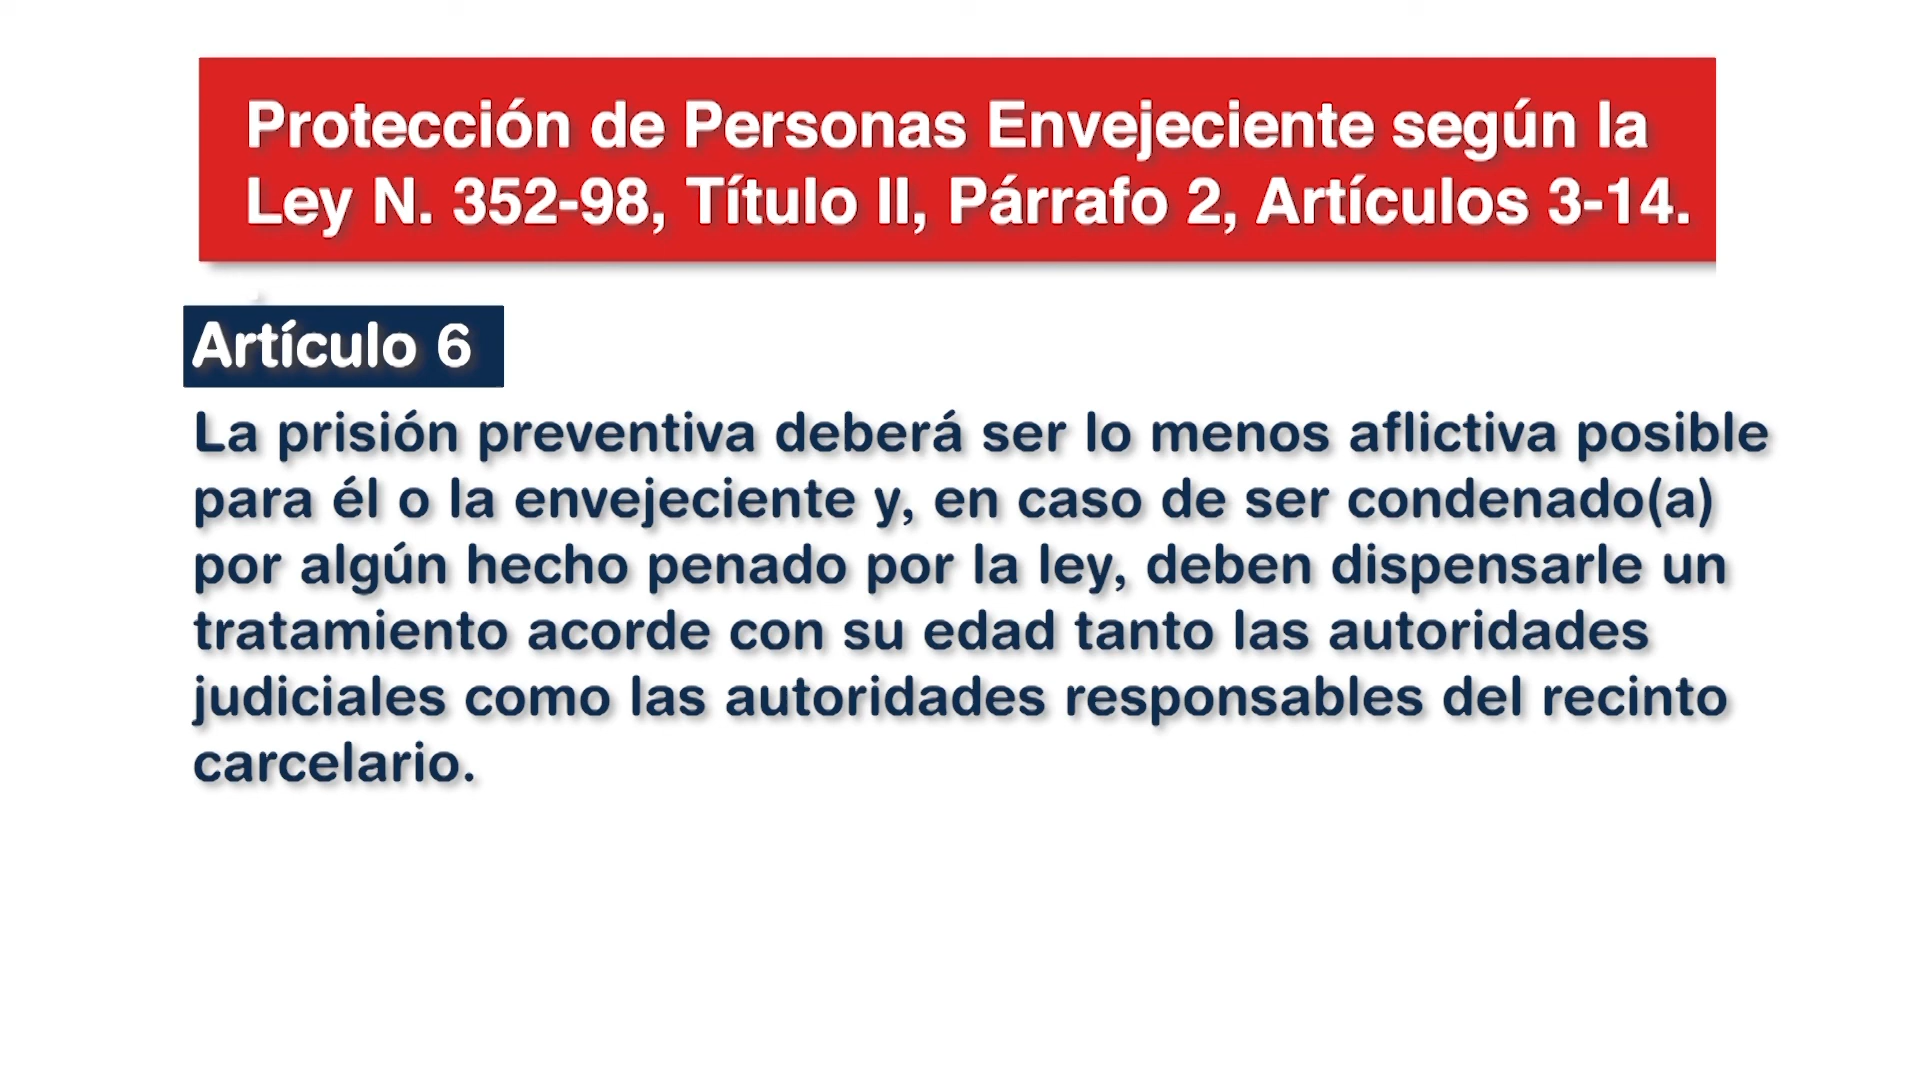 Protección de Personas Envejeciente según la
Ley N. 352-98, Título II, Párrafo 2, Artículos 3-14.
Artículo 6
La prisión preventiva deberá ser lo menos aflictiva posible
para él o la envejeciente y, en caso de ser condenado(a)
por algún hecho penado por la ley, deben dispensarle un
tratamiento acorde con su edad tanto las autoridades
judiciales como las autoridades responsables del recinto
carcelario.